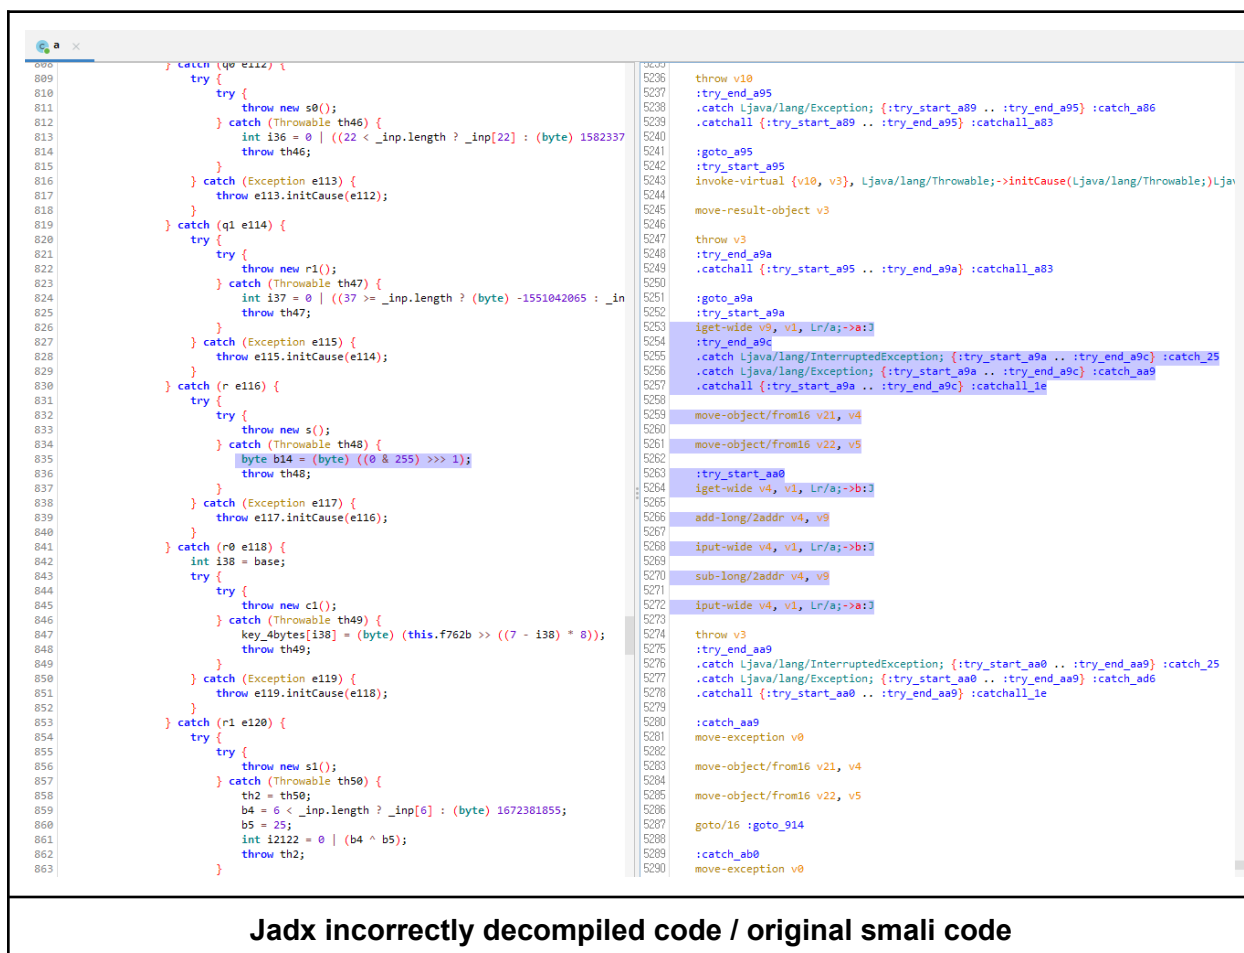 a
808 } catch (q0 e112) {
809 try {
810 try {
811 throw new s0();
812 } catch (Throwable th46) {
813 int i36 = 0 | ((22 < _inp.length ? _inp[22] : (byte) 1582337
814 throw th46;
815 }
816 } catch (Exception e113) {
817 throw e113.initCause(e112);
818 }
819 } catch (q1 e114) {
820 try {
821 try {
822 throw new r1();
823 } catch (Throwable th47) {
824 int i37 = 0 | ((37 >= _inp.length ? (byte) -1551042065 : _in
825 throw th47;
826 }
827 } catch (Exception e115) {
828 throw e115.initCause(e114);
829 }
830 } catch (r e116) {
831 try {
832 try {
833 throw new s();
834 } catch (Throwable th48) {
835 byte b14 = (byte) ((0 & 255) >>> 1);
836 throw th48;
837 }
838 } catch (Exception e117) {
839 throw e117.initCause(e116);
840 }
841 } catch (r0 e118) {
842 int i38 = base;
843 try {
844 try {
845 throw new c1();
846 } catch (Throwable th49) {
847 key_4bytes[i38] = (byte) (this.f762b >> ((7 - i38) * 8));
848 throw th49;
849 }
850 } catch (Exception e119) {
851 throw e119.initCause(e118);
852 }
853 } catch (r1 e120) {
854 try {
855 try {
856 throw new s1();
857 } catch (Throwable th50) {
858 th2 = th50;
859 b4 = 6 < _inp.length ? _inp[6] : (byte) 1672381855;
860 b5 = 25;
861 int i2122 = 0 | (b4 ^ b5);
862 throw th2;
863 }
5235
5236 throw v10
5237 :try_end_a95
5238 .catch Ljava/lang/Exception; {:try_start_a89 .. :try_end_a95} :catch_a86
5239 .catchall {:try_start_a89 .. :try_end_a95} :catchall_a83
5240
5241 :goto_a95
5242 :try_start_a95
5243 invoke-virtual {v10, v3}, Ljava/lang/Throwable;->initCause(Ljava/lang/Throwable;)Ljav
5244
5245 move-result-object v3
5246
5247 throw v3
5248 :try_end_a9a
5249 .catchall {:try_start_a95 .. :try_end_a9a} :catchall_a83
5250
5251 :goto_a9a
5252 :try_start_a9a
5253 iget-wide v9, v1, Lr/a;->a:J
5254 :try_end_a9c
5255 .catch Ljava/lang/InterruptedException; {:try_start_a9a .. :try_end_a9c} :catch_25
5256 .catch Ljava/lang/Exception; {:try_start_a9a .. :try_end_a9c} :catch_aa9
5257 .catchall {:try_start_a9a .. :try_end_a9c} :catchall_1e
5258
5259 move-object/from16 v21, v4
5260
5261 move-object/from16 v22, v5
5262
5263 :try_start_aa0
5264 iget-wide v4, v1, Lr/a;->b:J
5265
5266 add-long/2addr v4, v9
5267
5268 iput-wide v4, v1, Lr/a;->b:J
5269
5270 sub-long/2addr v4, v9
5271
5272 iput-wide v4, v1, Lr/a;->a:J
5273
5274 throw v3
5275 :try_end_aa9
5276 .catch Ljava/lang/InterruptedException; {:try_start_aa0 .. :try_end_aa9} :catch_25
5277 .catch Ljava/lang/Exception; {:try_start_aa0 .. :try_end_aa9} :catch_ad6
5278 .catchall {:try_start_aa0 .. :try_end_aa9} :catchall_1e
5279
5280 :catch_aa9
5281 move-exception v0
5282
5283 move-object/from16 v21, v4
5284
5285 move-object/from16 v22, v5
5286
5287 goto/16 :goto_914
5288
5289 :catch_ab0
5290 move-exception v0
Jadx incorrectly decompiled code / original smali code